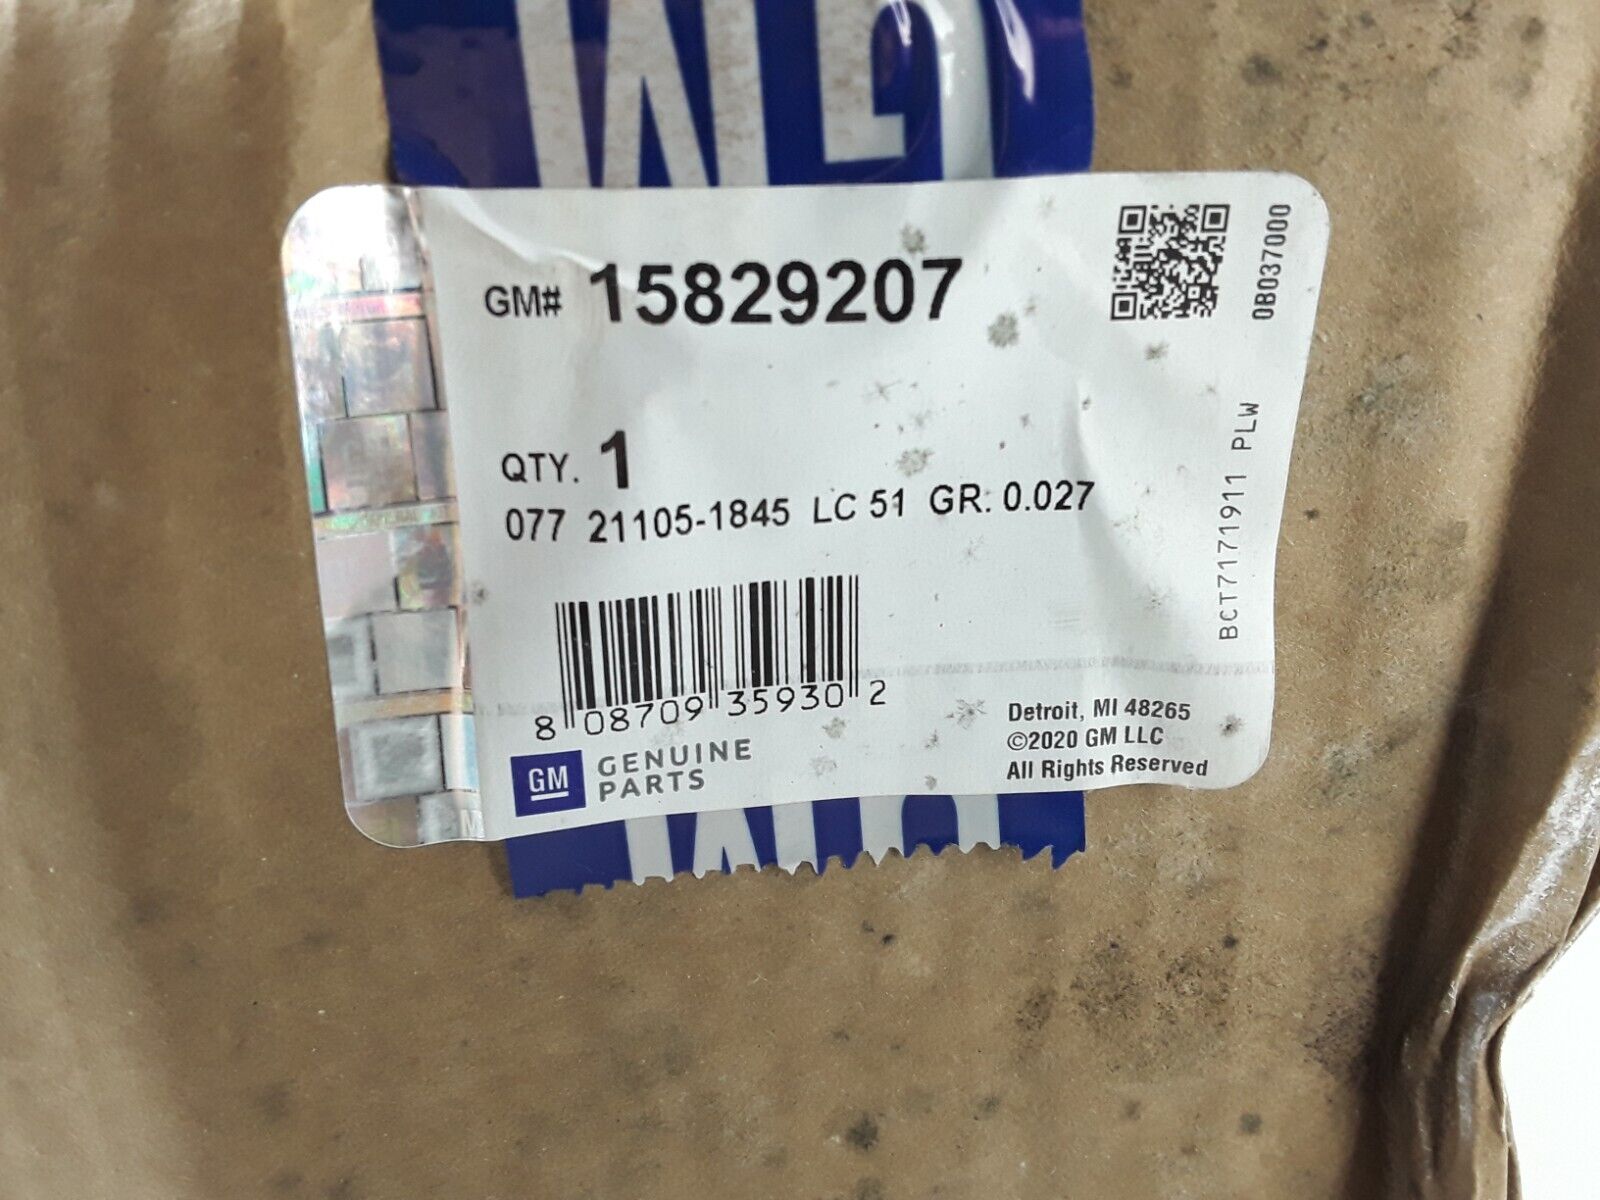 GM# 15829207
0B037000
QTY. 1
BCT7171911 PLW
077 21105-1845 LC 51 GR. 0.027
8 08709 35930 2
GM GENUINE
PARTS
Detroit, MI 48265
©2020 GM LLC
All Rights Reserved